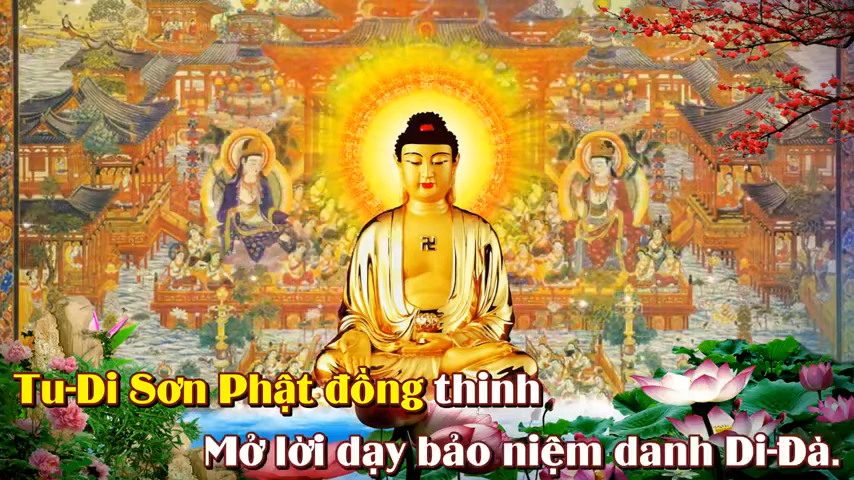 Tu-Di Sơn Phật đồng thinh
Mở lời dạy bảo niệm danh Di-Đà.